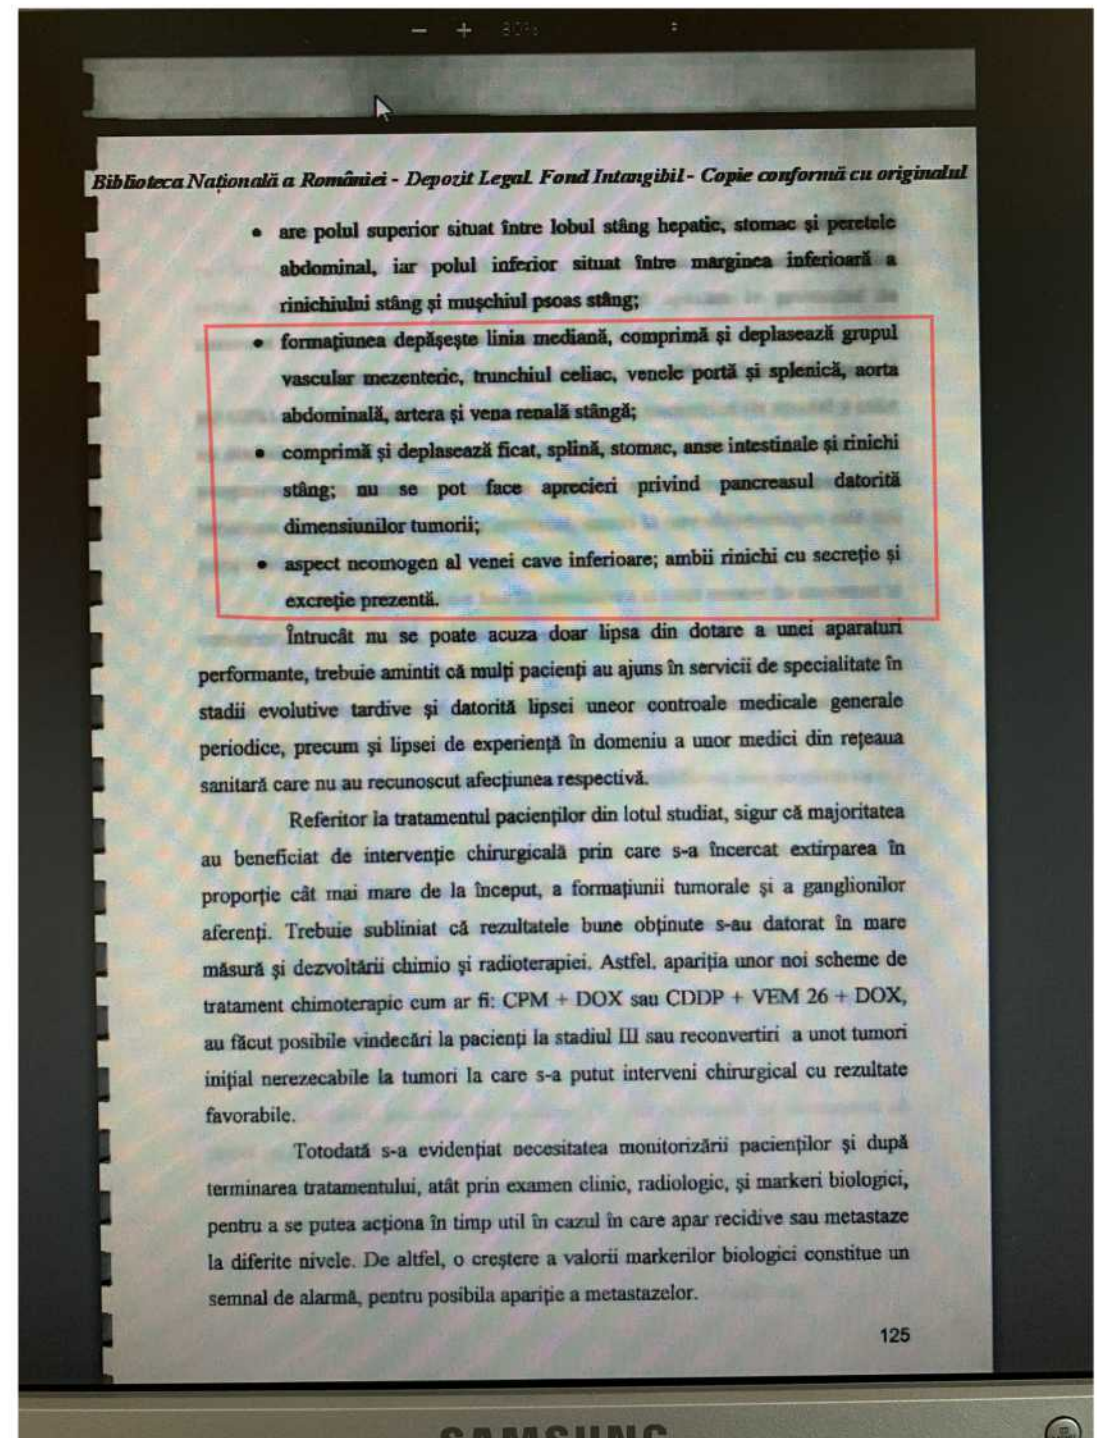 − + 80%
Biblioteca Națională a României - Depozit Legal. Fond Intangibil - Copie conformă cu originalul
• are polul superior situat între lobul stâng hepatic, stomac și peretele
abdominal, iar polul inferior situat între marginea inferioară a
rinichiului stâng și mușchiul psoas stâng;
• formațiunea depășește linia mediană, comprimă și deplasează grupul
vascular mezenteric, trunchiul celiac, venele portă și splenică, aorta
abdominală, artera și vena renală stângă;
• comprimă și deplasează ficat, splină, stomac, anse intestinale și rinichi
stâng; nu se pot face aprecieri privind pancreasul datorită
dimensiunilor tumorii;
• aspect neomogen al venei cave inferioare; ambii rinichi cu secreție și
excreție prezentă.
Întrucât nu se poate acuza doar lipsa din dotare a unei aparaturi
performante, trebuie amintit că mulți pacienți au ajuns în servicii de specialitate în
stadii evolutive tardive și datorită lipsei uneor controale medicale generale
periodice, precum și lipsei de experiență în domeniu a unor medici din rețeaua
sanitară care nu au recunoscut afecțiunea respectivă.
Referitor la tratamentul pacienților din lotul studiat, sigur că majoritatea
au beneficiat de intervenție chirurgicală prin care s-a încercat extirparea în
proporție cât mai mare de la început, a formațiunii tumorale și a ganglionilor
aferenți. Trebuie subliniat că rezultatele bune obținute s-au datorat în mare
măsură și dezvoltării chimio și radioterapiei. Astfel, apariția unor noi scheme de
tratament chimoterapic cum ar fi: CPM + DOX sau CDDP + VEM 26 + DOX,
au făcut posibile vindecări la pacienți la stadiul III sau reconvertiri a unot tumori
inițial nerezecabile la tumori la care s-a putut interveni chirurgical cu rezultate
favorabile.
Totodată s-a evidențiat necesitatea monitorizării pacienților și după
terminarea tratamentului, atât prin examen clinic, radiologic, și markeri biologici,
pentru a se putea acționa în timp util în cazul în care apar recidive sau metastaze
la diferite nivele. De altfel, o creștere a valorii markerilor biologici constitue un
semnal de alarmă, pentru posibila apariție a metastazelor.
125
SAMSUNG